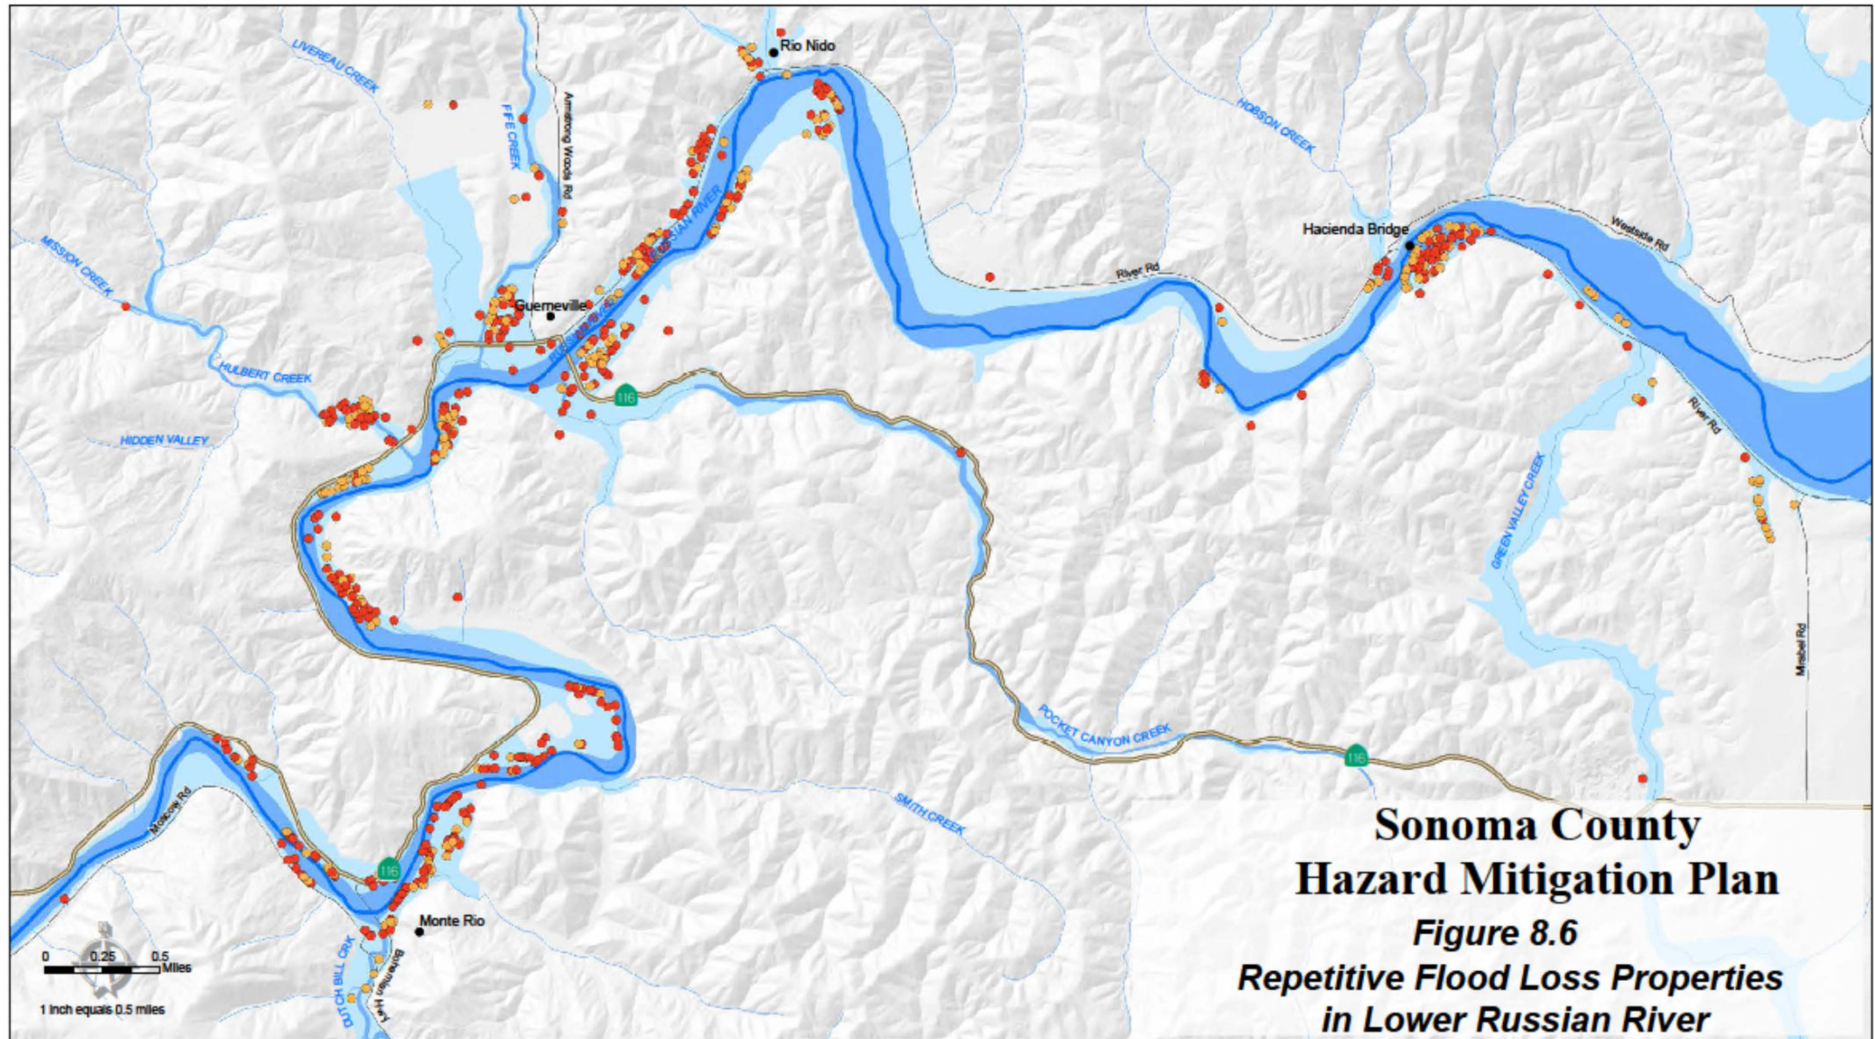 Rio Nido
LIVEREAU CREEK
FIFE CREEK
Armstrong Woods Rd
HOBSON CREEK
Hacienda Bridge
Westside Rd
RUSSIAN RIVER
MISSION CREEK
River Rd
Guerneville
RUSSIAN RIVER
HULBERT CREEK
116
HIDDEN VALLEY
River Rd
GREEN VALLEY CREEK
Mirabel Rd
POCKET CANYON CREEK
116
SMITH CREEK
Moscow Rd
116
Monte Rio
DUTCH BILL CRK
Bohemian Hwy
0 0.25 0.5
Miles
1 inch equals 0.5 miles
Sonoma County
Hazard Mitigation Plan
Figure 8.6
Repetitive Flood Loss Properties
in Lower Russian River